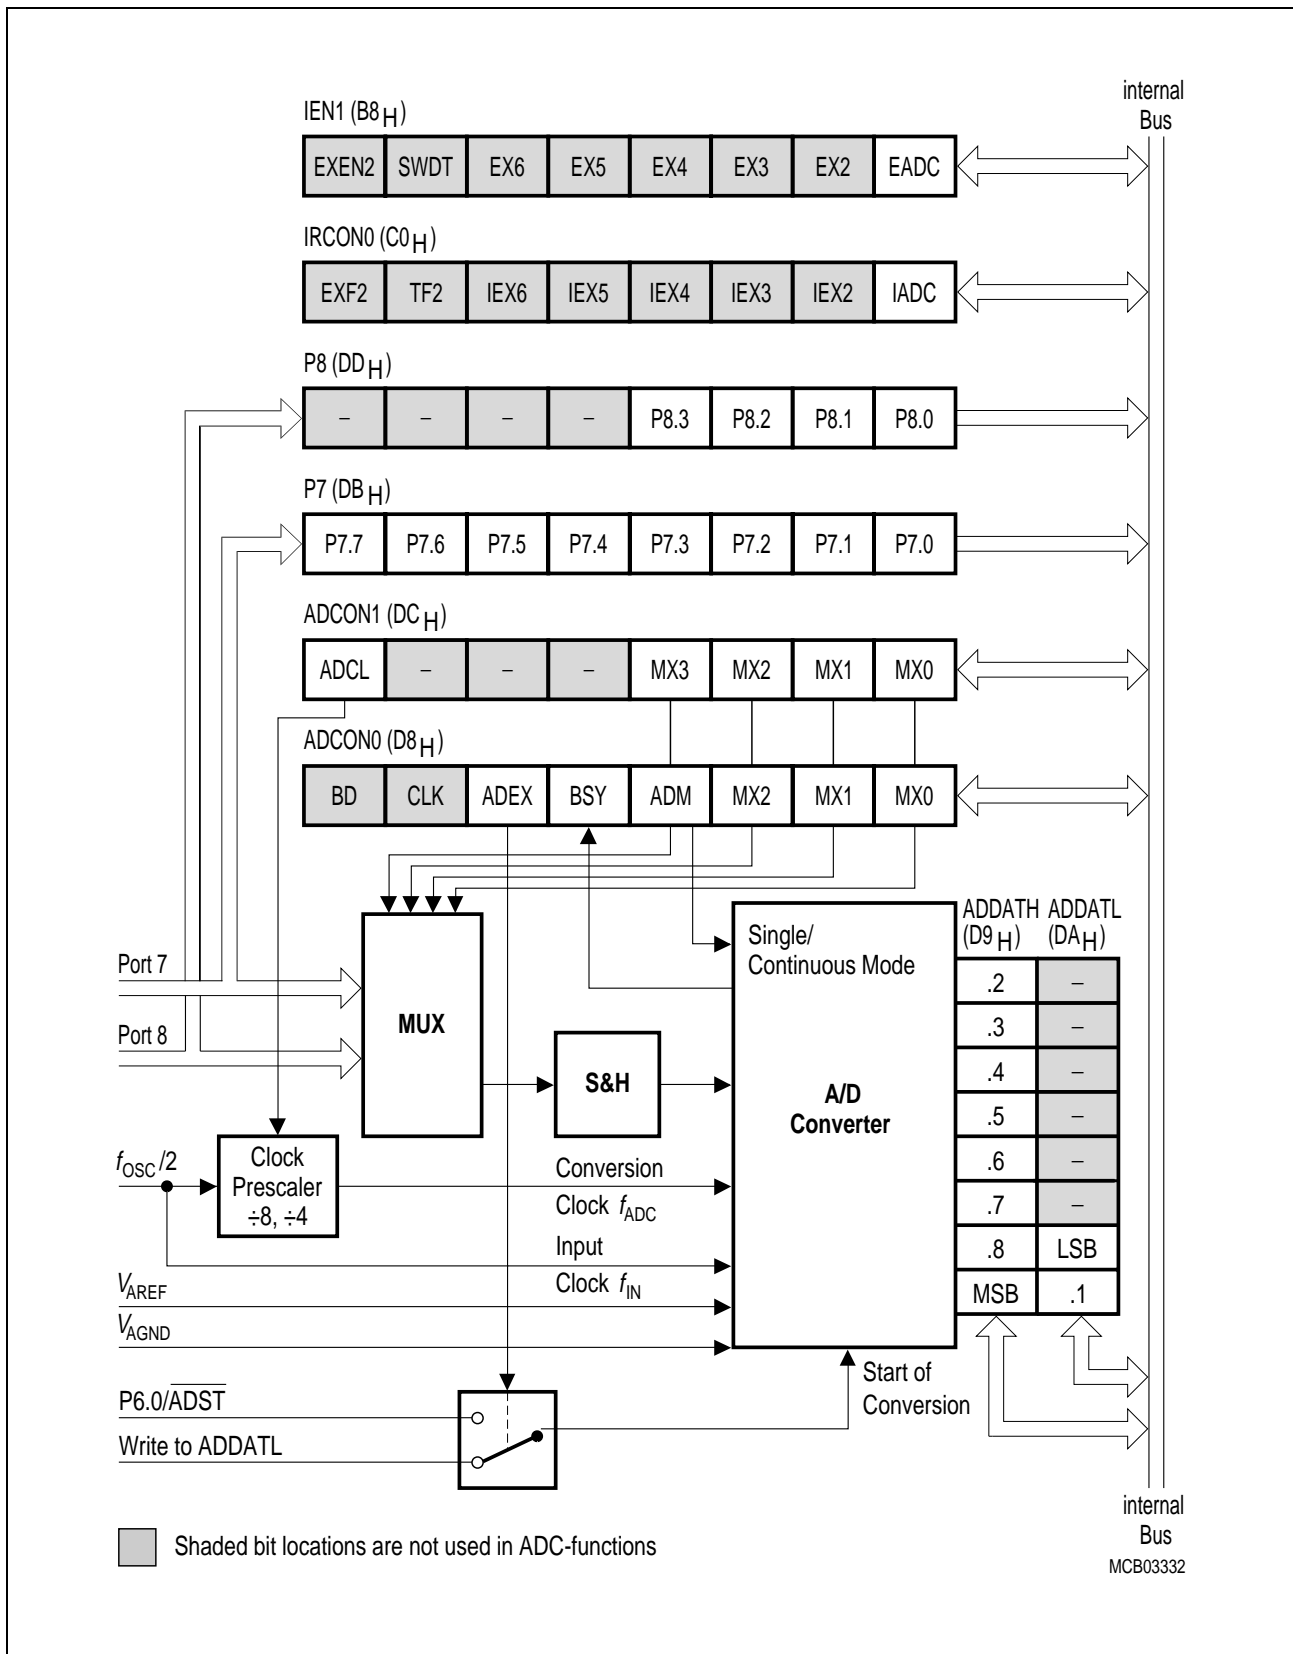 internal
Bus
IEN1 (B8H)
EXEN2 SWDT EX6 EX5 EX4 EX3 EX2 EADC
IRCON0 (C0H)
EXF2 TF2 IEX6 IEX5 IEX4 IEX3 IEX2 IADC
P8 (DDH)
– – – – P8.3 P8.2 P8.1 P8.0
P7 (DBH)
P7.7 P7.6 P7.5 P7.4 P7.3 P7.2 P7.1 P7.0
ADCON1 (DCH)
ADCL – – – MX3 MX2 MX1 MX0
ADCON0 (D8H)
BD CLK ADEX BSY ADM MX2 MX1 MX0
ADDATH ADDATL
(D9H) (DAH)
Single/
Continuous Mode
Port 7
Port 8
MUX
S&H
A/D
Converter
.2 –
.3 –
.4 –
.5 –
.6 –
.7 –
.8 LSB
MSB .1
fOSC/2
Clock
Prescaler
÷8, ÷4
Conversion
Clock fADC
Input
Clock fIN
VAREF
VAGND
Start of
Conversion
P6.0/ADST
Write to ADDATL
internal
Bus
Shaded bit locations are not used in ADC-functions
MCB03332